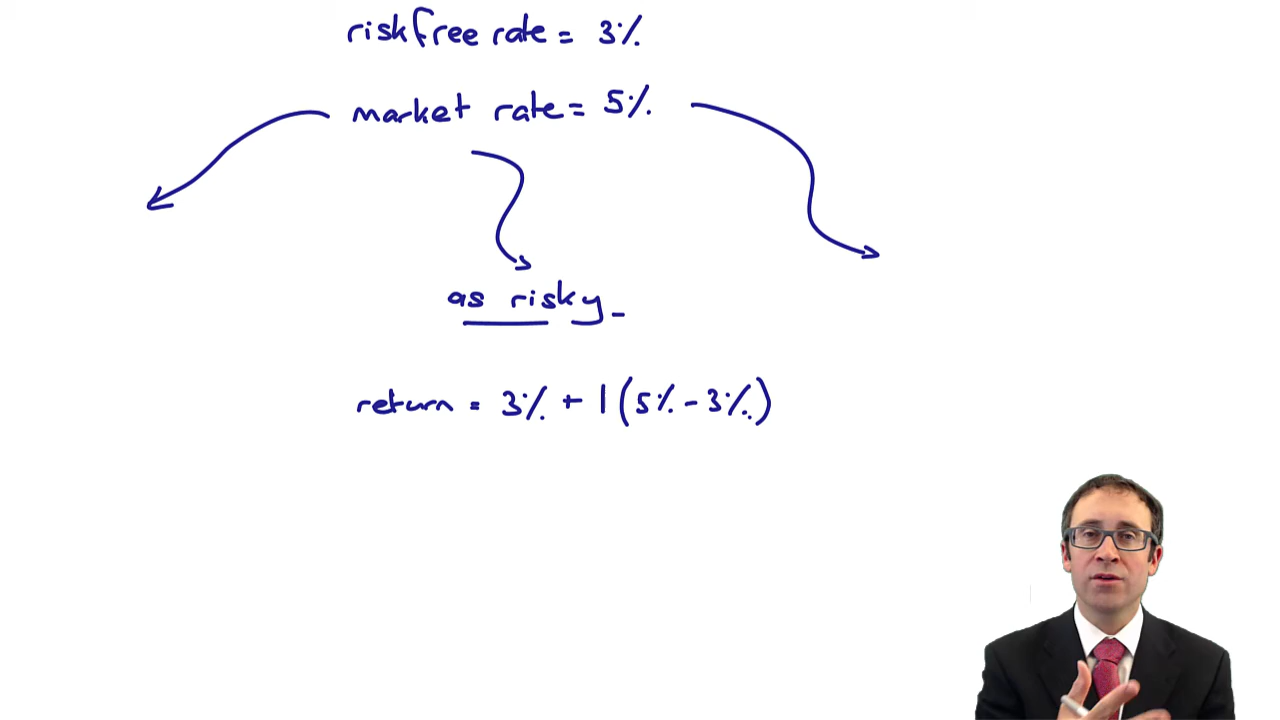 riskfree rate = 3%
market rate = 5%
as risky
return = 3% + 1(5% - 3%)